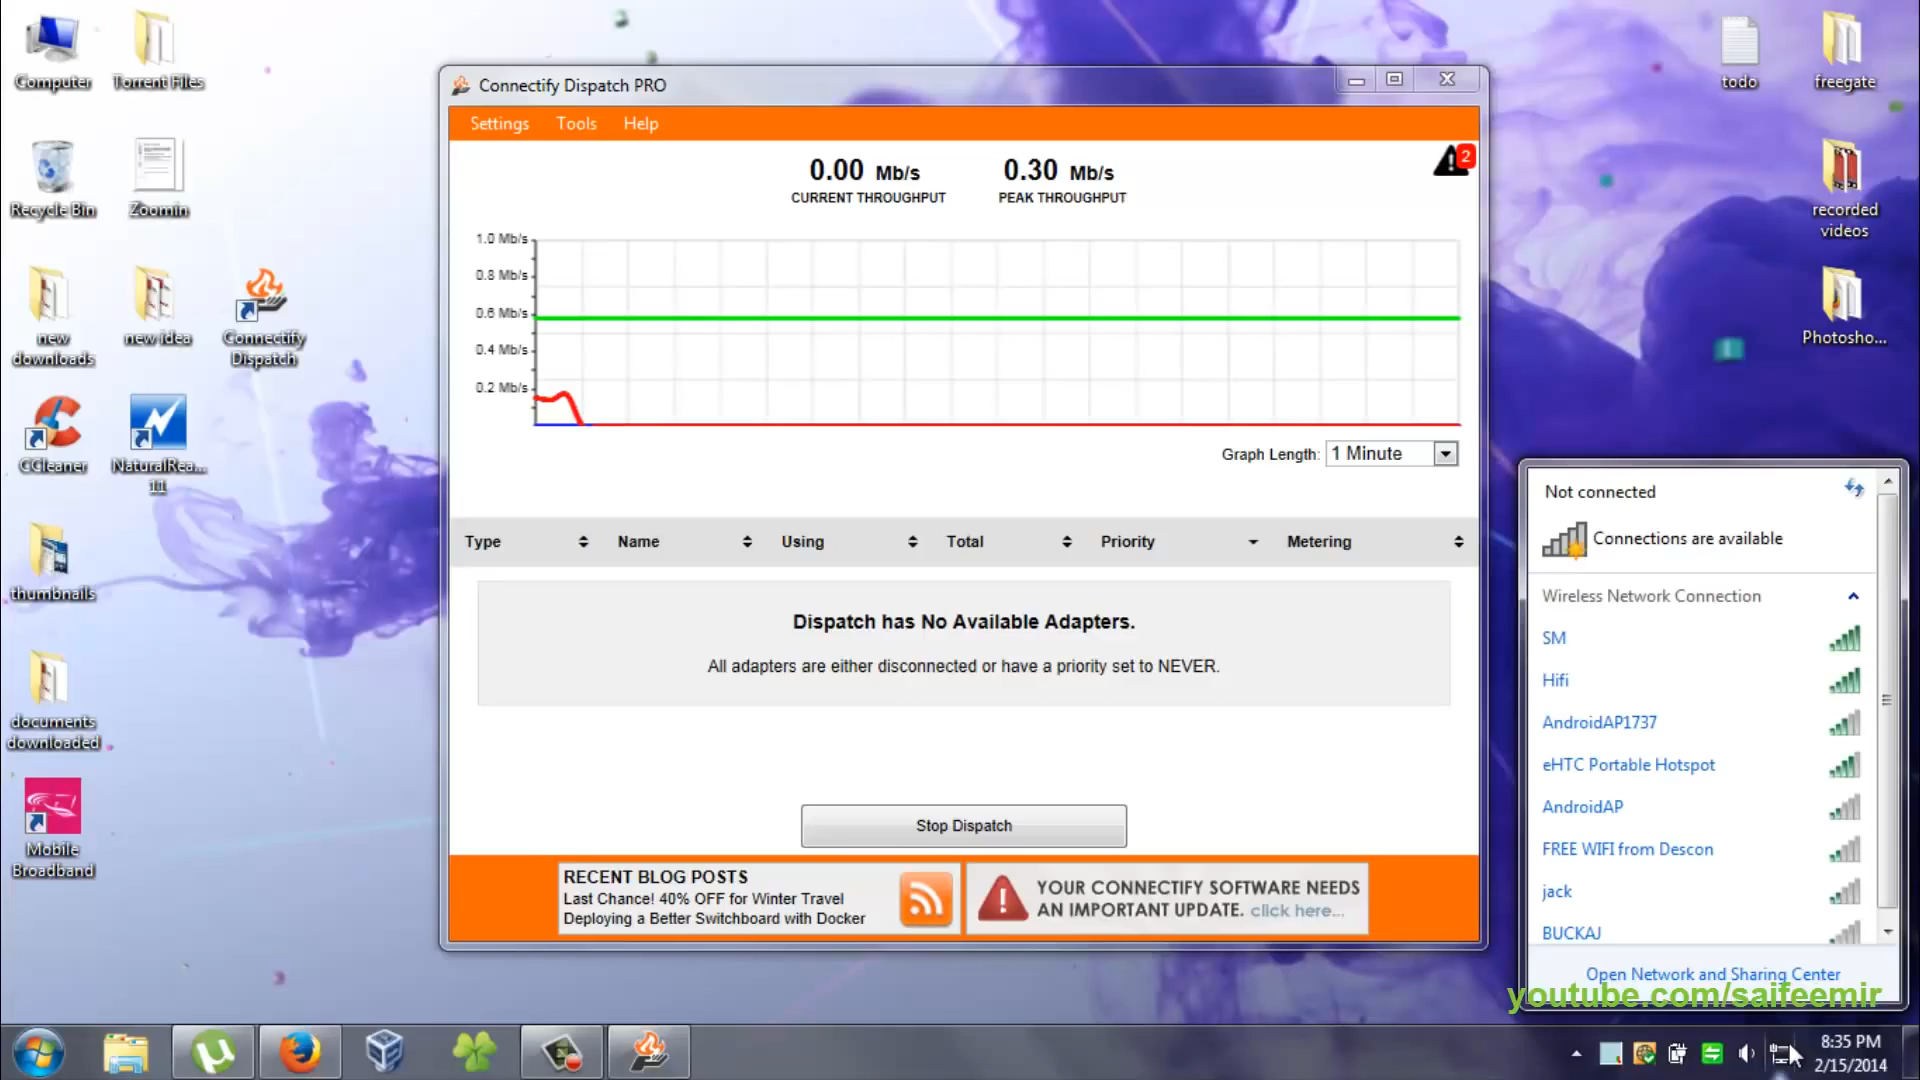 Computer
Torrent Files
Recycle Bin
Zoomin
new
downloads
new idea
Connectify
Dispatch
CCleaner
NaturalRea...
11
thumbnails
documents
downloaded
Mobile
Broadband
Connectify Dispatch PRO
Settings
Tools
Help
0.00 Mb/s
CURRENT THROUGHPUT
0.30 Mb/s
PEAK THROUGHPUT
2
1.0 Mb/s
0.8 Mb/s
0.6 Mb/s
0.4 Mb/s
0.2 Mb/s
Graph Length: 1 Minute
Type Name Using Total Priority Metering
Dispatch has No Available Adapters.
All adapters are either disconnected or have a priority set to NEVER.
Stop Dispatch
RECENT BLOG POSTS
Last Chance! 40% OFF for Winter Travel
Deploying a Better Switchboard with Docker
YOUR CONNECTIFY SOFTWARE NEEDS
AN IMPORTANT UPDATE. click here...
todo
freegate
recorded
videos
Photosho...
Not connected
Connections are available
Wireless Network Connection
SM
Hifi
AndroidAP1737
eHTC Portable Hotspot
AndroidAP
FREE WIFI from Descon
jack
BUCKAJ
Open Network and Sharing Center
youtube.com/saifeemir
8:35 PM
2/15/2014